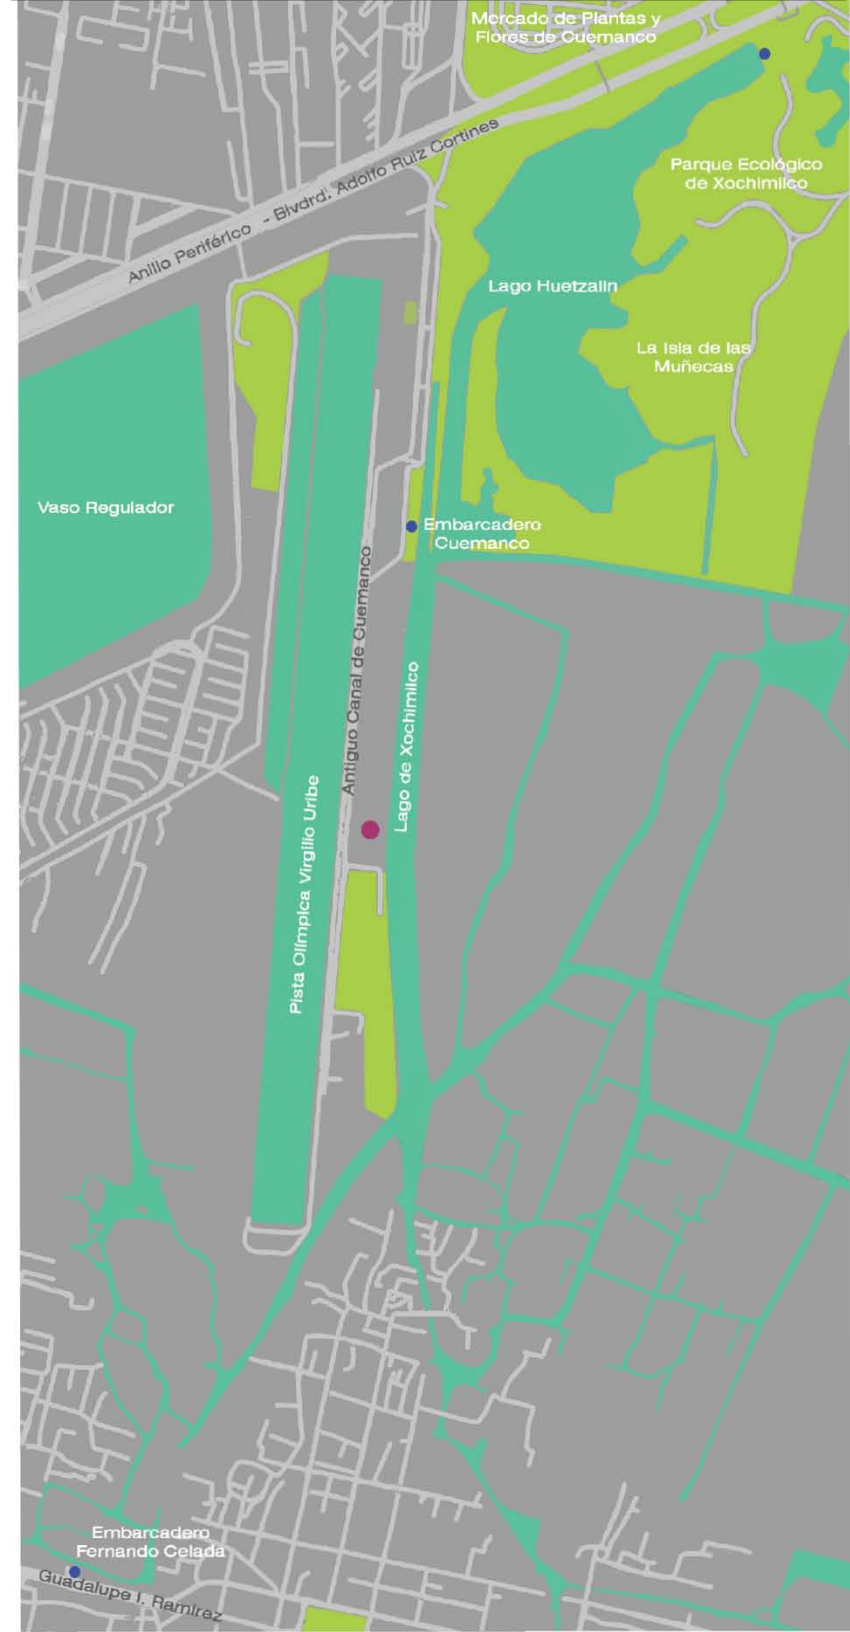 Mercado de Plantas y
Flores de Cuemanco
Anillo Periférico - Blvdrd. Adolfo Ruiz Cortines
Parque Ecológico
de Xochimilco
Lago Huetzalin
La Isla de las
Muñecas
Vaso Regulador
Embarcadero
Cuemanco
Antiguo Canal de Cuemanco
Lago de Xochimilco
Pista Olímpica Virgilio Uribe
Embarcadero
Fernando Celada
Guadalupe I. Ramírez